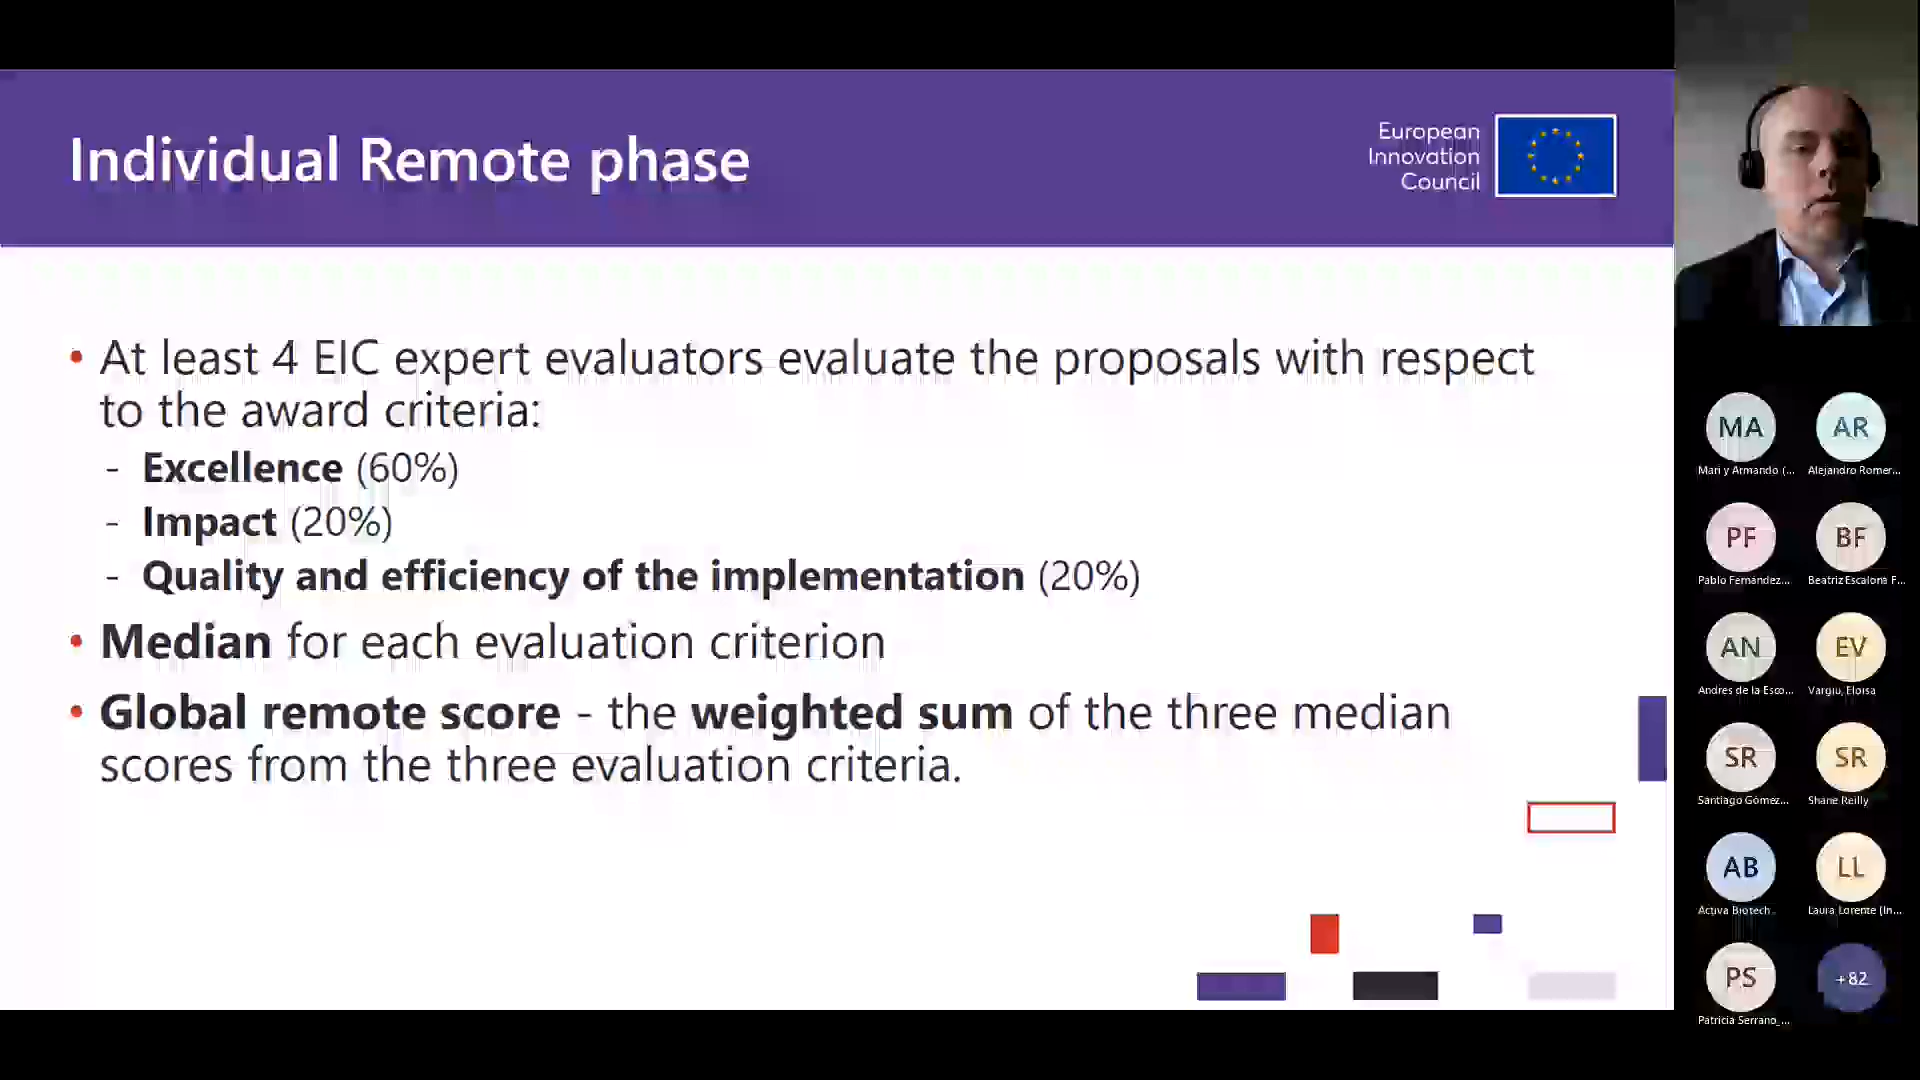 Individual Remote phase
European
Innovation
Council
• At least 4 EIC expert evaluators evaluate the proposals with respect
to the award criteria:
- Excellence (60%)
- Impact (20%)
- Quality and efficiency of the implementation (20%)
• Median for each evaluation criterion
• Global remote score - the weighted sum of the three median
scores from the three evaluation criteria.
MA
AR
Mari y Armando (...
Alejandro Romer...
PF
BF
Pablo Fernández...
Beatriz Escalona F...
AN
EV
Andres de la Esco...
Vargiu, Eloisa
SR
SR
Santiago Gómez...
Shane Reilly
AB
LL
Activa Biotech...
Laura Lorente (In...
PS
+82
Patricia Serrano_...